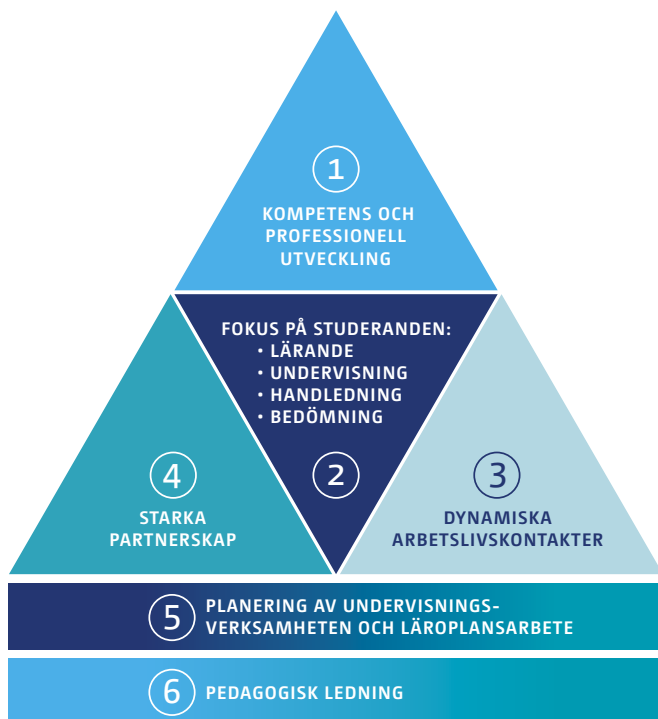 1
KOMPETENS OCH
PROFESSIONELL
UTVECKLING
FOKUS PÅ STUDERANDEN:
• LÄRANDE
• UNDERVISNING
• HANDLEDNING
• BEDÖMNING
2
3
DYNAMISKA
ARBETSLIVSKONTAKTER
4
STARKA
PARTNERSKAP
5
PLANERING AV UNDERVISNINGS-
VERKSAMHETEN OCH LÄROPLANSARBETE
6
PEDAGOGISK LEDNING